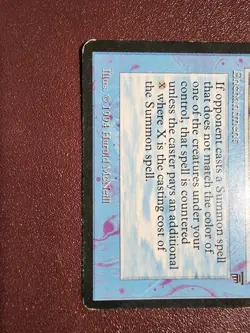 Enchantment
If opponent casts a Summon spell
that does not match the color of
one of the creatures under your
control, that spell is countered
unless the caster pays an additional
X where X is the casting cost of
the Summon spell.
Illus. © 1994 Harold McNeill